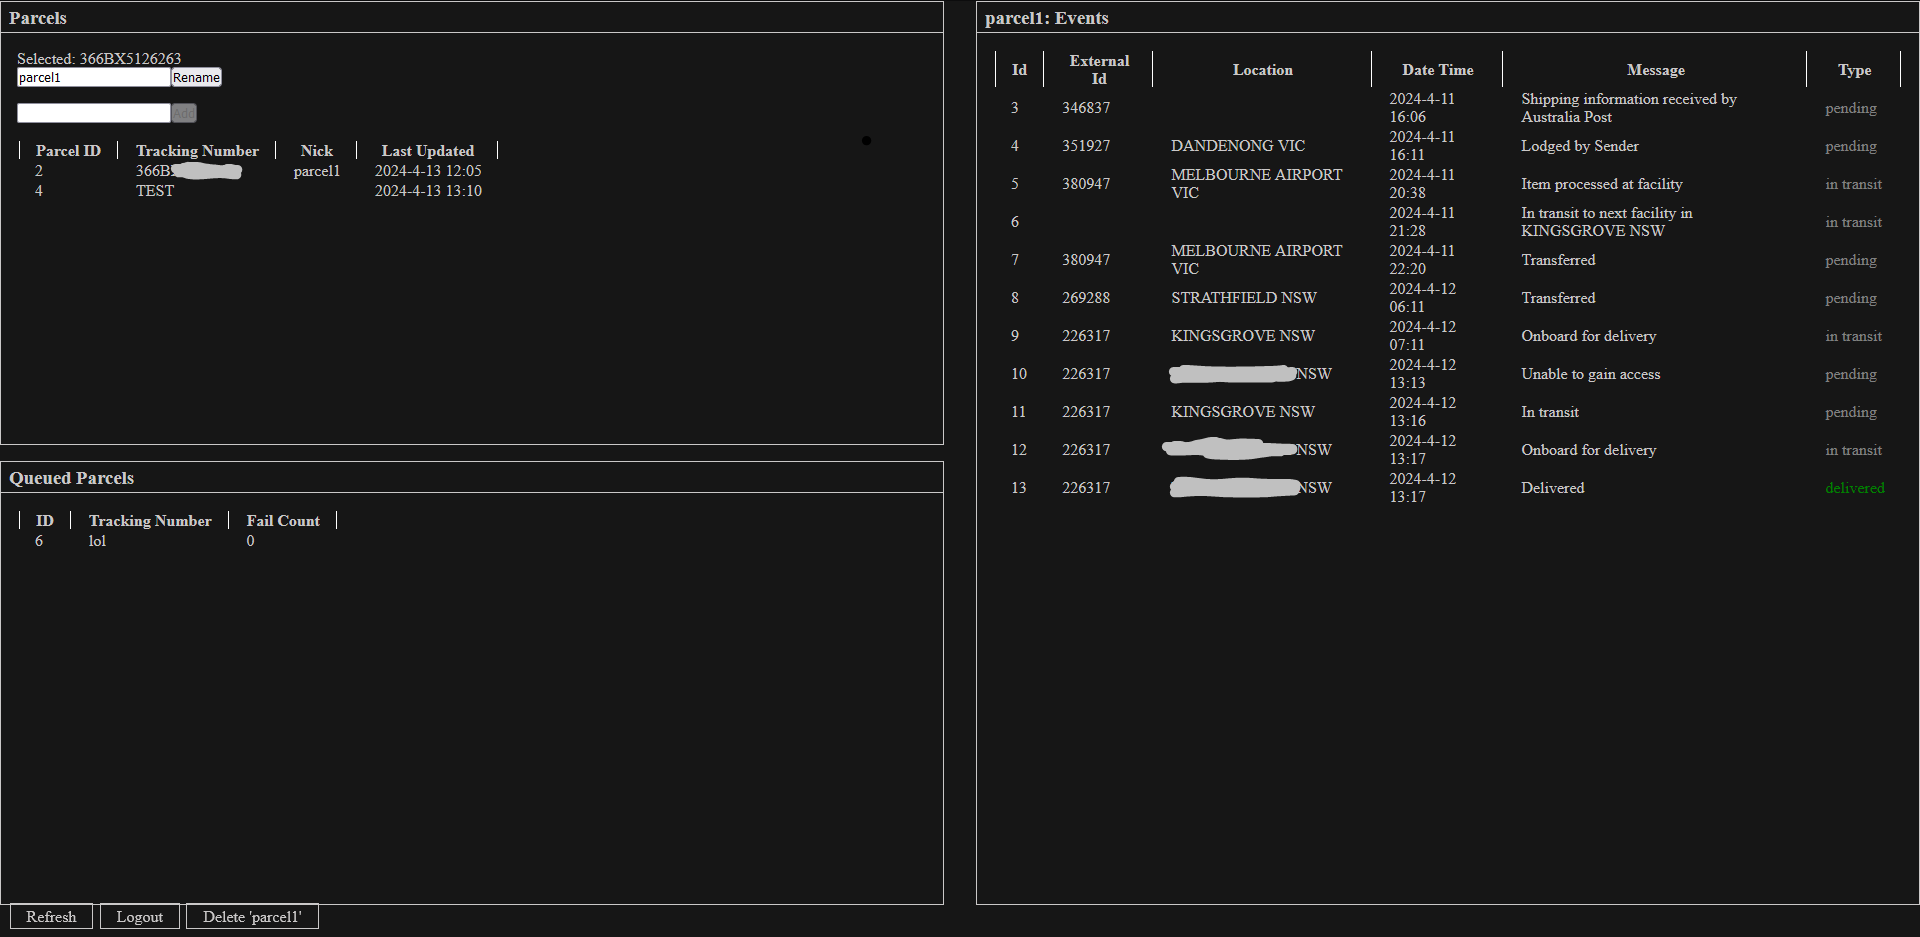 Parcels
Selected: 366BX5126263
parcel1 Rename
Add
Parcel ID Tracking Number Nick Last Updated
2 366B parcel1 2024-4-13 12:05
4 TEST 2024-4-13 13:10
Queued Parcels
ID Tracking Number Fail Count
6 lol 0
Refresh Logout Delete 'parcel1'
parcel1: Events
Id External Id Location Date Time Message Type
3 346837 2024-4-11 16:06 Shipping information received by Australia Post pending
4 351927 DANDENONG VIC 2024-4-11 16:11 Lodged by Sender pending
5 380947 MELBOURNE AIRPORT VIC 2024-4-11 20:38 Item processed at facility in transit
6 2024-4-11 21:28 In transit to next facility in KINGSGROVE NSW in transit
7 380947 MELBOURNE AIRPORT VIC 2024-4-11 22:20 Transferred pending
8 269288 STRATHFIELD NSW 2024-4-12 06:11 Transferred pending
9 226317 KINGSGROVE NSW 2024-4-12 07:11 Onboard for delivery in transit
10 226317 NSW 2024-4-12 13:13 Unable to gain access pending
11 226317 KINGSGROVE NSW 2024-4-12 13:16 In transit pending
12 226317 NSW 2024-4-12 13:17 Onboard for delivery in transit
13 226317 NSW 2024-4-12 13:17 Delivered delivered